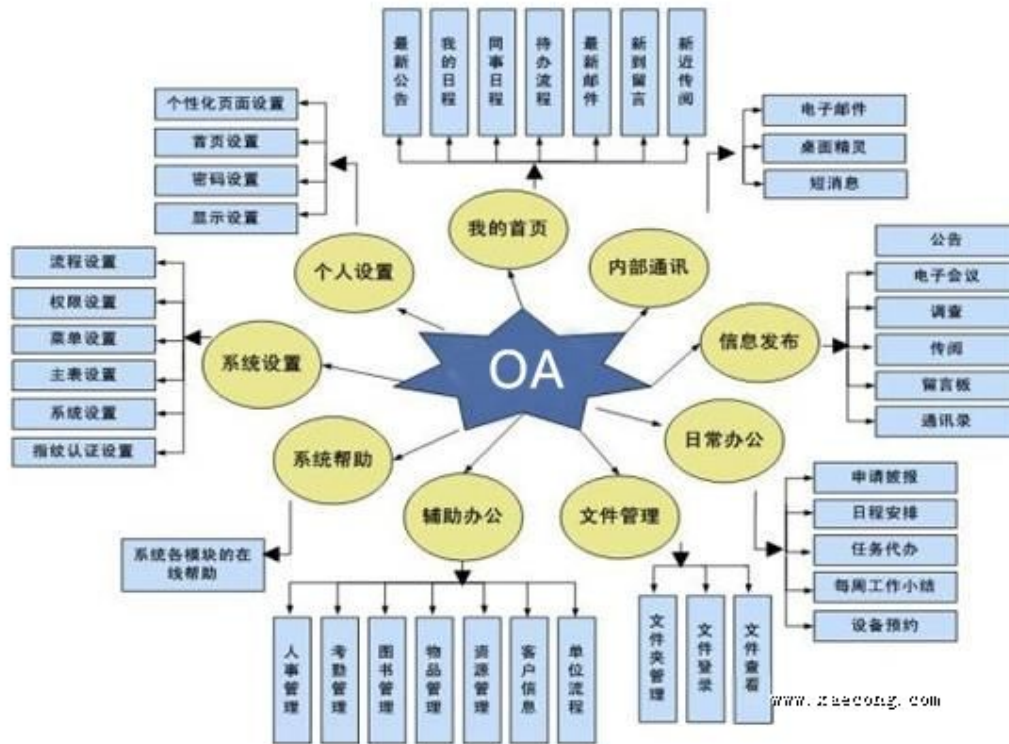 最新公告
我的日程
同事日程
待办流程
最新邮件
新到留言
新近传阅
个性化页面设置
首页设置
密码设置
显示设置
电子邮件
桌面精灵
短消息
我的首页
个人设置
内部通讯
流程设置
权限设置
菜单设置
主表设置
系统设置
指纹认证设置
系统设置
OA
信息发布
公告
电子会议
调查
传阅
留言板
通讯录
系统帮助
日常办公
辅助办公
文件管理
系统各模块的在
线帮助
申请披报
日程安排
任务代办
每周工作小结
设备预约
人事管理
考勤管理
图书管理
物品管理
资源管理
客户信息
单位流程
文件夹管理
文件登录
文件查看
www.xaecong.com